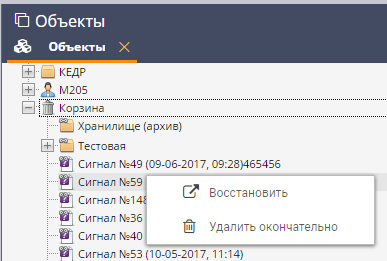 Объекты
Объекты
КЕДР
М205
Корзина
Хранилище (архив)
Тестовая
Сигнал №49 (09-06-2017, 09:28)465456
Сигнал №59
Восстановить
Сигнал №148
Сигнал №36
Удалить окончательно
Сигнал №40
Сигнал №53 (10-05-2017, 11:14)